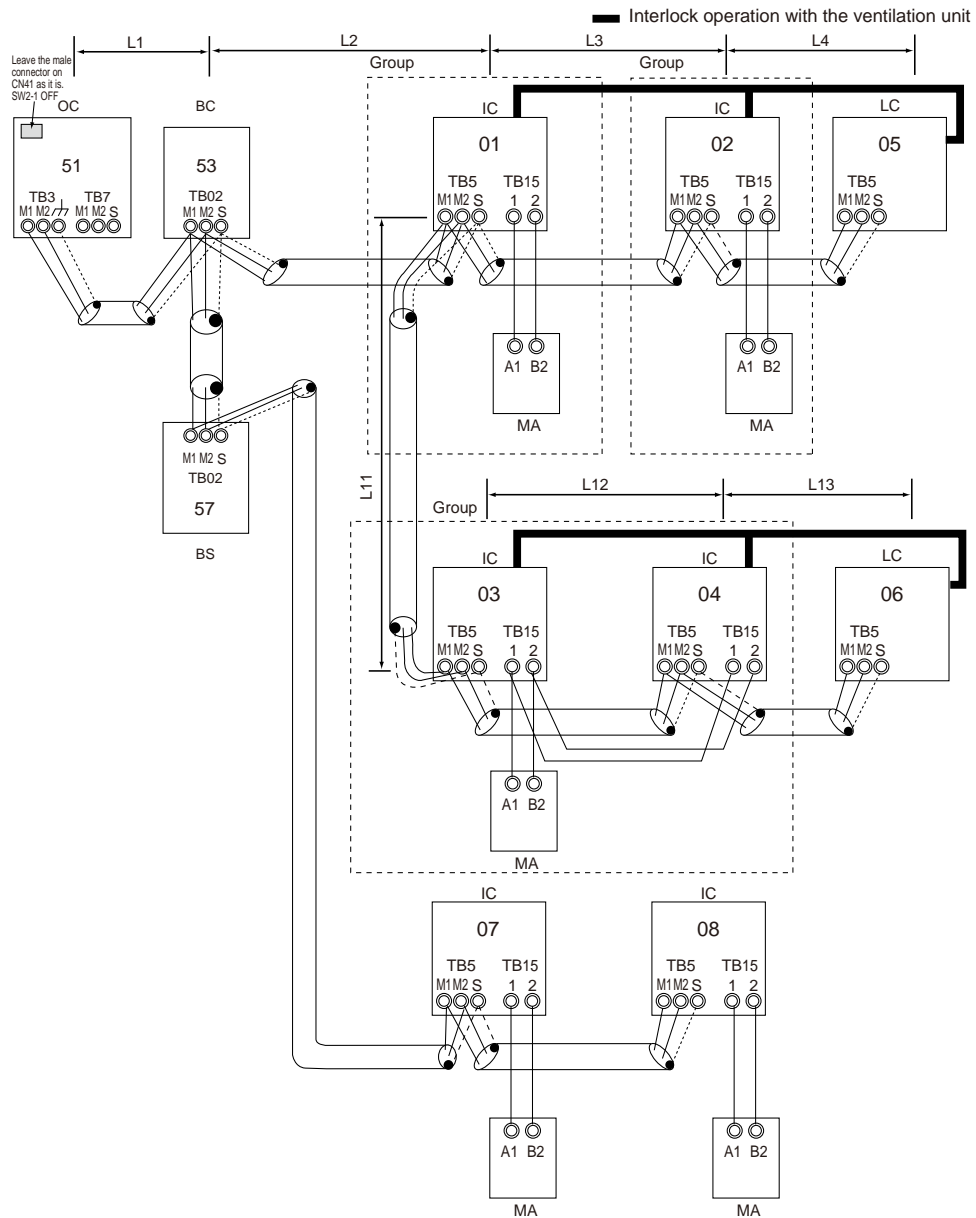 Interlock operation with the ventilation unit
L1 L2 L3 L4
Leave the male
connector on
CN41 as it is.
SW2-1 OFF
Group Group
OC BC IC IC LC
51 53 01 02 05
TB3 TB7 TB02 TB5 TB15 TB5 TB15 TB5
M1 M2 M1 M2 S M1 M2 S M1 M2 S 1 2 M1 M2 S 1 2 M1 M2 S
A1 B2 A1 B2
MA MA
M1 M2 S
TB02
57
BS
L11
L12 L13
Group
IC IC LC
03 04 06
TB5 TB15 TB5 TB15 TB5
M1 M2 S 1 2 M1 M2 S 1 2 M1 M2 S
A1 B2
MA
IC IC
07 08
TB5 TB15 TB5 TB15
M1 M2 S 1 2 M1 M2 S 1 2
A1 B2 A1 B2
MA MA